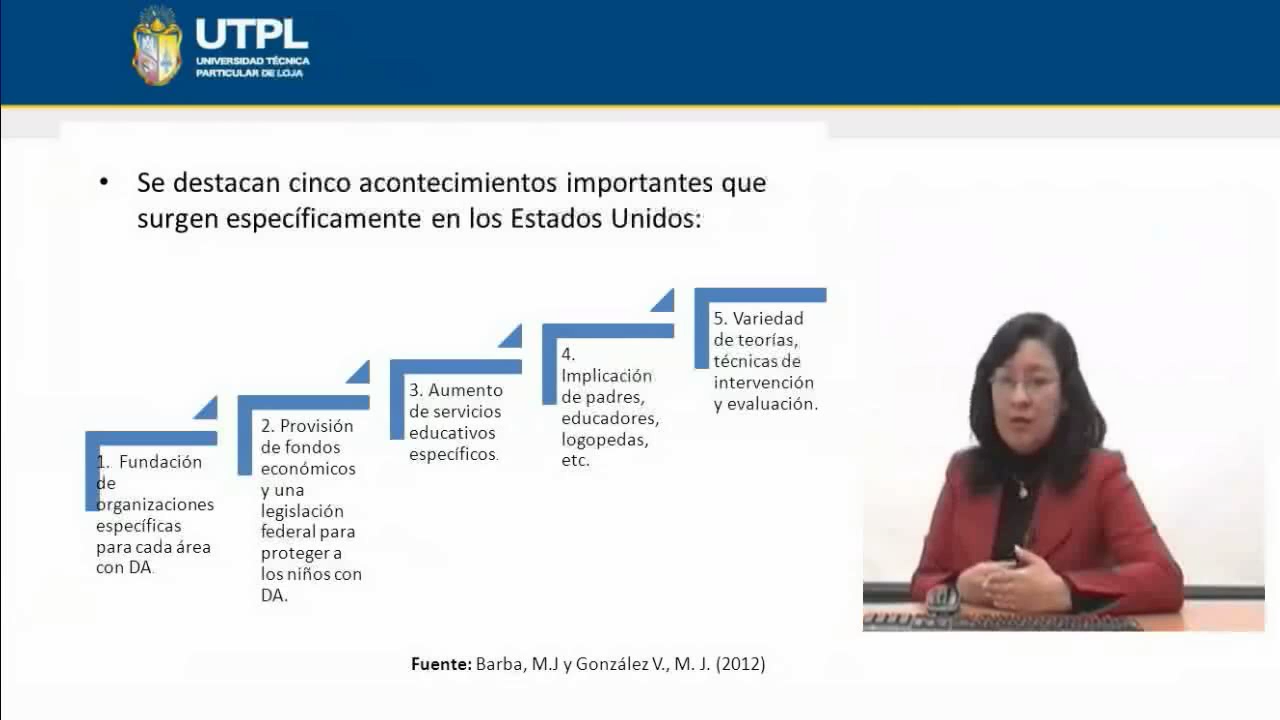 UTPL
UNIVERSIDAD TÉCNICA
PARTICULAR DE LOJA
• Se destacan cinco acontecimientos importantes que
surgen específicamente en los Estados Unidos:
1. Fundación
de
organizaciones
específicas
para cada área
con DA.
2. Provisión
de fondos
económicos
y una
legislación
federal para
proteger a
los niños con
DA.
3. Aumento
de servicios
educativos
específicos.
4.
Implicación
de padres,
educadores,
logopedas,
etc.
5. Variedad
de teorías,
técnicas de
intervención
y evaluación.
Fuente: Barba, M.J y González V., M. J. (2012)